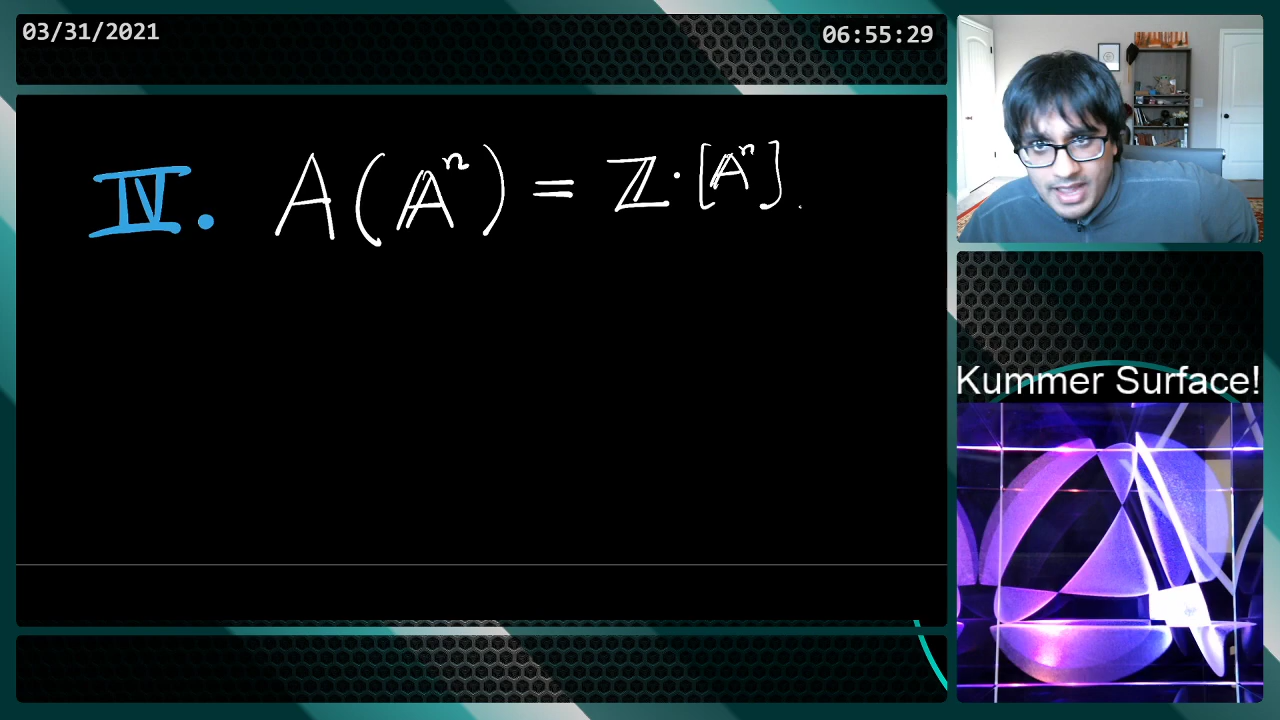 03/31/2021
06:55:29
IV. A(𝔸ⁿ) = ℤ · [𝔸ⁿ].
Kummer Surface!